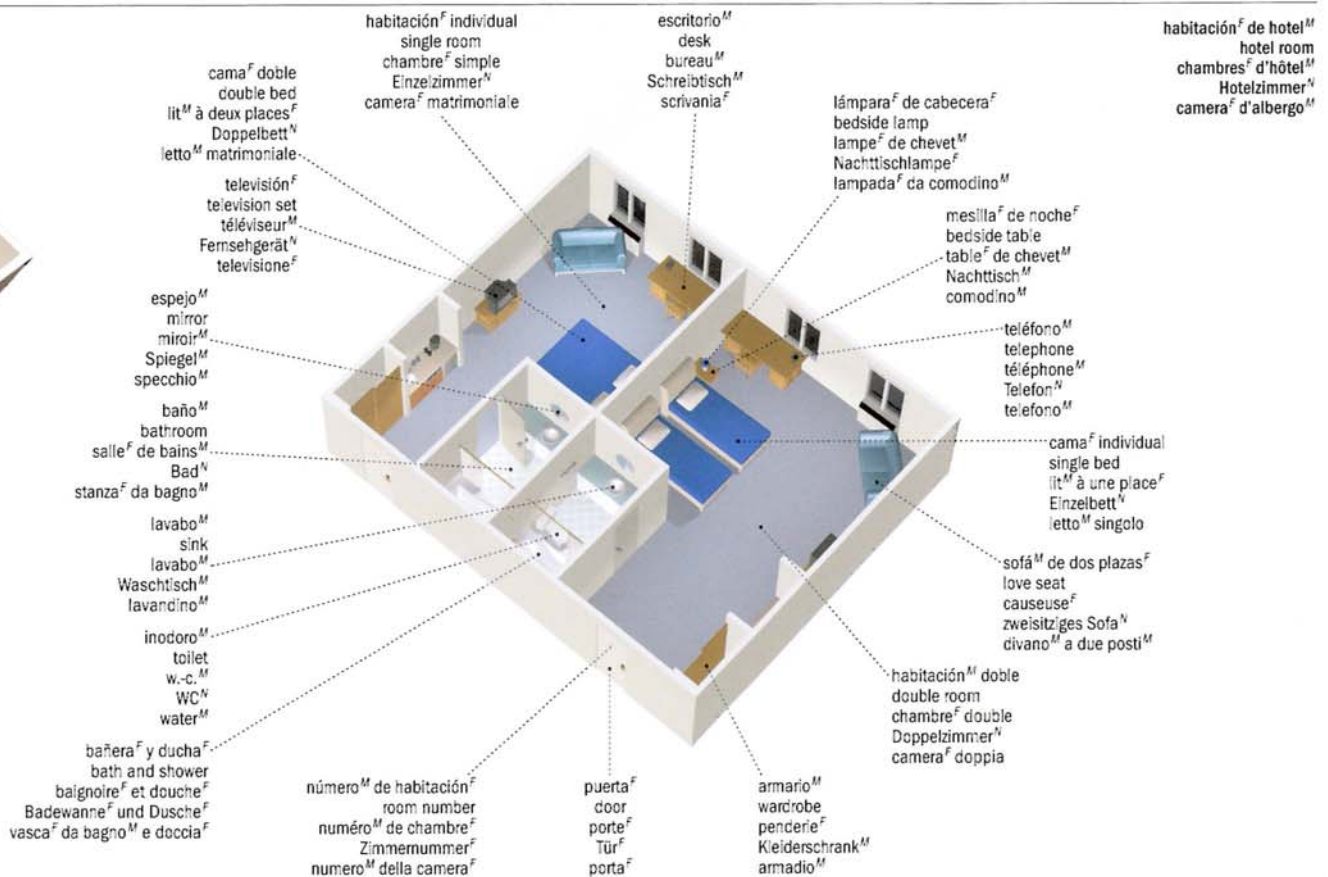 habitación^F individual
single room
chambre^F simple
Einzelzimmer^N
camera^F matrimoniale
escritorio^M
desk
bureau^M
Schreibtisch^M
scrivania^F
habitación^F de hotel^M
hotel room
chambres^F d'hôtel^M
Hotelzimmer^N
camera^F d'albergo^M
cama^F doble
double bed
lit^M à deux places^F
Doppelbett^N
letto^M matrimoniale
lámpara^F de cabecera^F
bedside lamp
lampe^F de chevet^M
Nachttischlampe^F
lampada^F da comodino^M
televisión^F
television set
téléviseur^M
Fernsehgerät^N
televisione^F
mesilla^F de noche^F
bedside table
table^F de chevet^M
Nachttisch^M
comodino^M
espejo^M
mirror
miroir^M
Spiegel^M
specchio^M
teléfono^M
telephone
téléphone^M
Telefon^N
telefono^M
baño^M
bathroom
salle^F de bains^M
Bad^N
stanza^F da bagno^M
cama^F individual
single bed
lit^M à une place^F
Einzelbett^N
letto^M singolo
lavabo^M
sink
lavabo^M
Waschtisch^M
lavandino^M
sofá^M de dos plazas^F
love seat
causeuse^F
zweisitziges Sofa^N
divano^M a due posti^M
inodoro^M
toilet
w.-c.^M
WC^N
water^M
habitación^M doble
double room
chambre^F double
Doppelzimmer^N
camera^F doppia
bañera^F y ducha^F
bath and shower
baignoire^F et douche^F
Badewanne^F und Dusche^F
vasca^F da bagno^M e doccia^F
número^M de habitación^F
room number
numéro^M de chambre^F
Zimmernummer^F
numero^M della camera^F
puerta^F
door
porte^F
Tür^F
porta^F
armario^M
wardrobe
penderie^F
Kleiderschrank^M
armadio^M